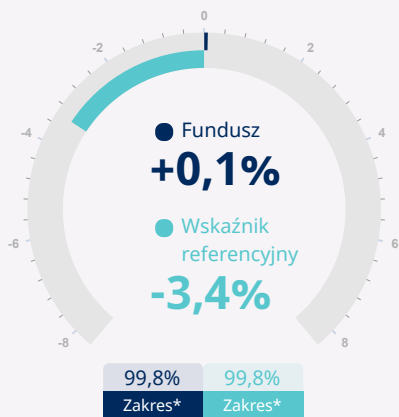 0
-2
2
-4
4
-6
6
-8
8
Fundusz
+0,1%
Wskaźnik
referencyjny
-3,4%
99,8%
99,8%
Zakres*
Zakres*